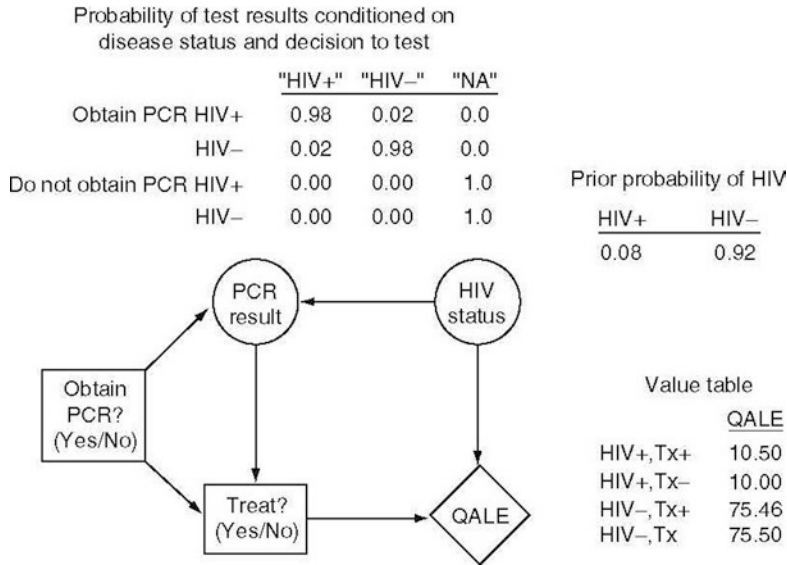 Probability of test results conditioned on
disease status and decision to test
"HIV+" "HIV−" "NA"
Obtain PCR HIV+ 0.98 0.02 0.0
HIV− 0.02 0.98 0.0
Do not obtain PCR HIV+ 0.00 0.00 1.0
HIV− 0.00 0.00 1.0
Prior probability of HIV
HIV+ HIV−
0.08 0.92
PCR
result
HIV
status
Obtain
PCR?
(Yes/No)
Treat?
(Yes/No)
QALE
Value table
QALE
HIV+,Tx+ 10.50
HIV+,Tx− 10.00
HIV−,Tx+ 75.46
HIV−,Tx 75.50